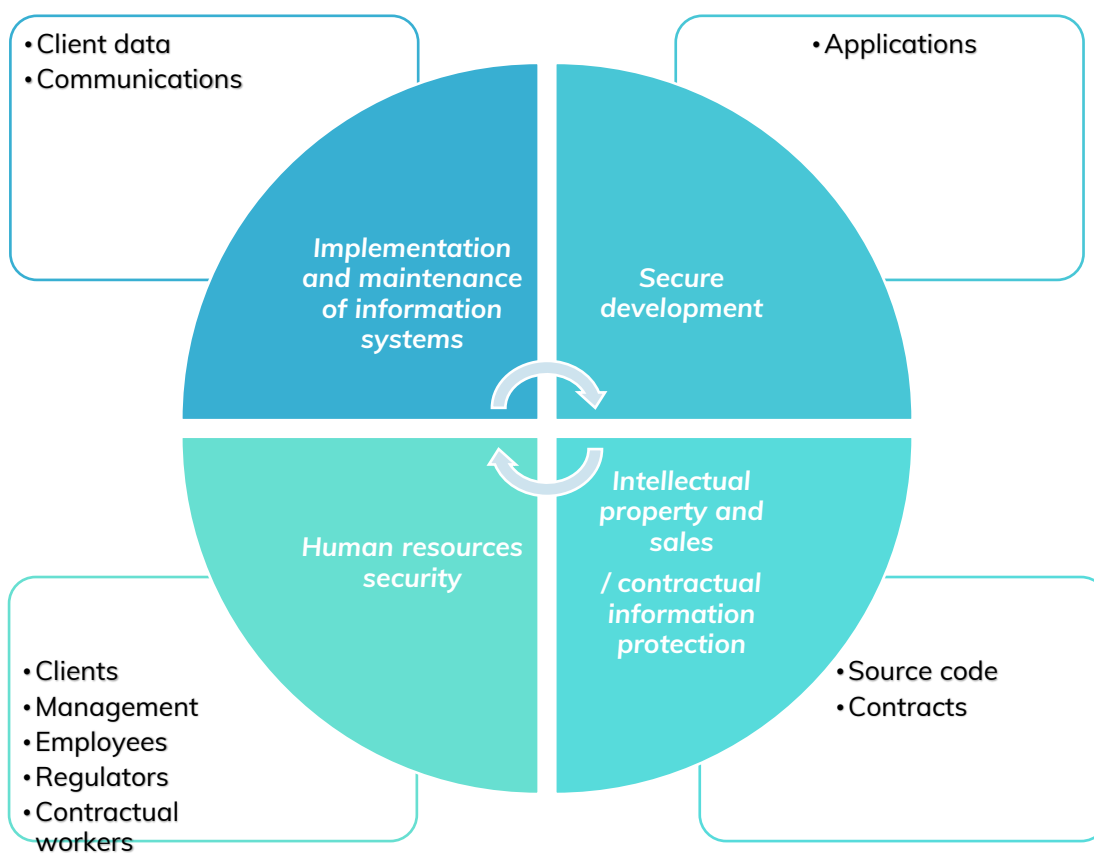 • Client data
• Communications
• Applications
Implementation
and maintenance
of information
systems
Secure
development
Human resources
security
Intellectual
property and
sales
/ contractual
information
protection
• Clients
• Management
• Employees
• Regulators
• Contractual
workers
• Source code
• Contracts